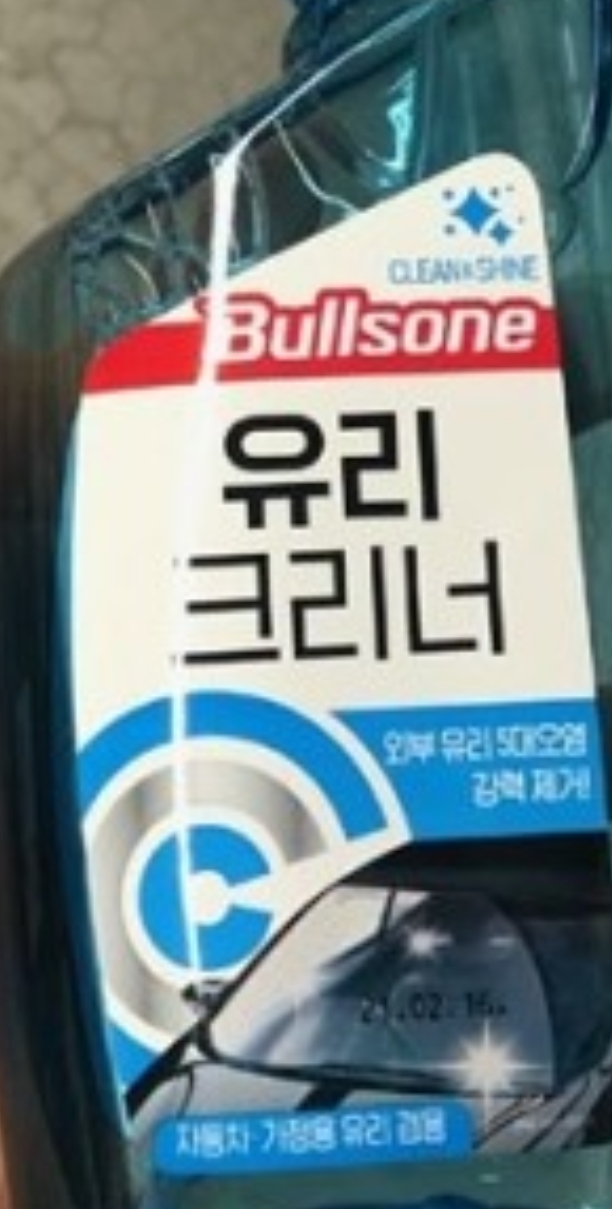 CLEAN&SHINE
Bullsone
유리
크리너
외부 유리 5대오염
강력 제거!
21.02.16
자동차·가정용 유리 겸용